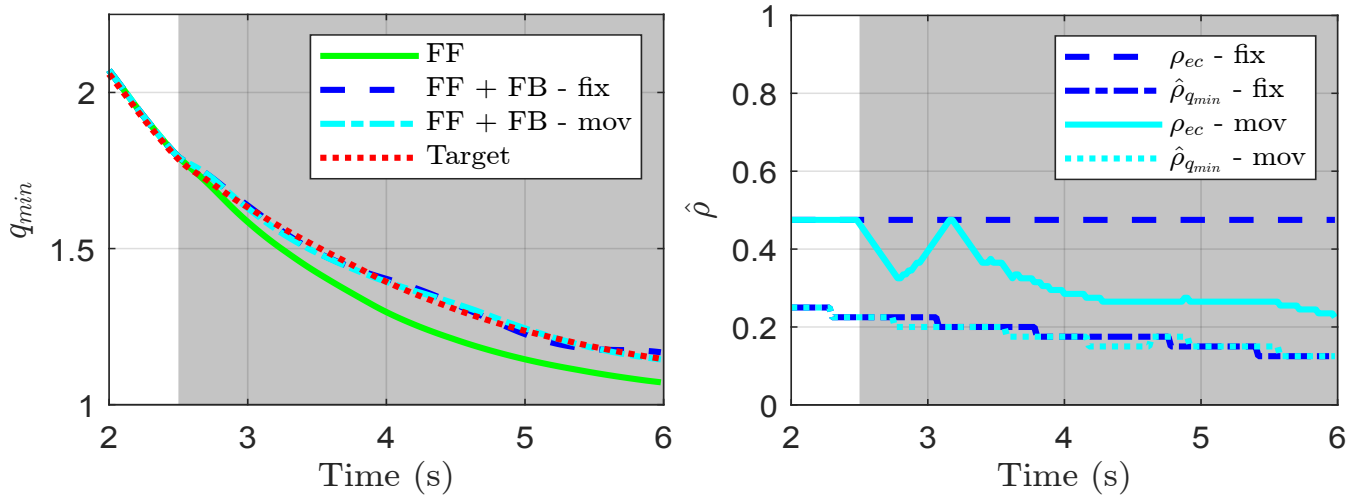 2
1.5
1
q_min
FF
FF + FB - fix
FF + FB - mov
Target
2 3 4 5 6
Time (s)
1
0.8
0.6
0.4
0.2
0
ρ̂
ρ_ec - fix
ρ̂_{q_min} - fix
ρ_ec - mov
ρ̂_{q_min} - mov
2 3 4 5 6
Time (s)